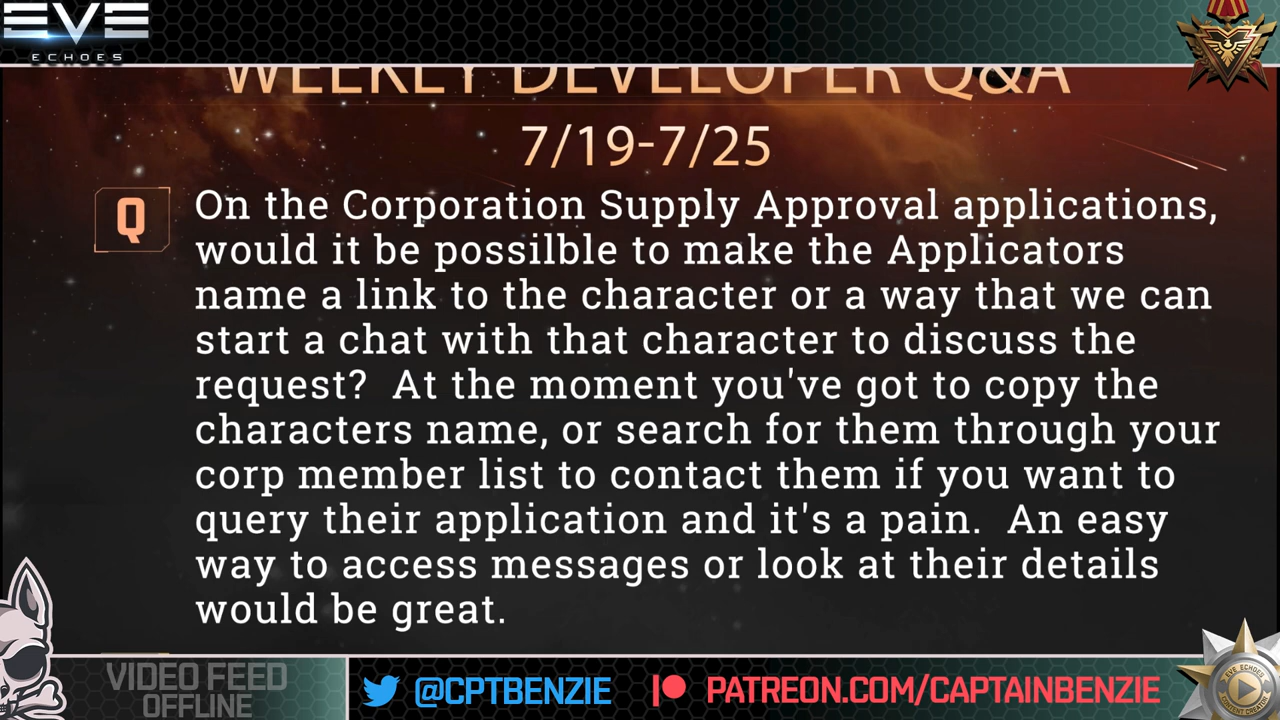 EVE
ECHOES
WEEKLY DEVELOPER Q&A
7/19-7/25
Q
On the Corporation Supply Approval applications,
would it be possilble to make the Applicators
name a link to the character or a way that we can
start a chat with that character to discuss the
request?  At the moment you've got to copy the
characters name, or search for them through your
corp member list to contact them if you want to
query their application and it's a pain.  An easy
way to access messages or look at their details
would be great.
VIDEO FEED
OFFLINE
@CPTBENZIE
PATREON.COM/CAPTAINBENZIE
EVE ECHOES
CONTENT CREATOR